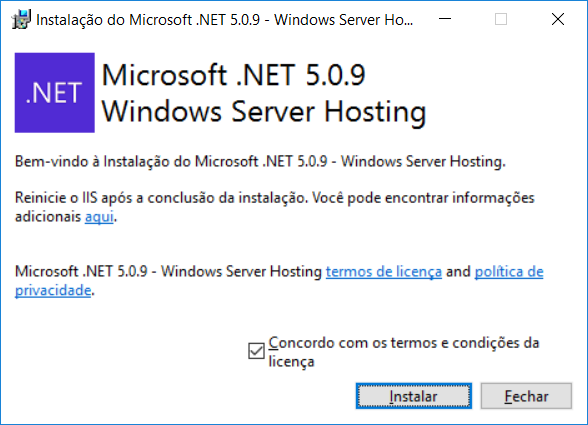 Instalação do Microsoft .NET 5.0.9 - Windows Server Ho...
.NET
Microsoft .NET 5.0.9
Windows Server Hosting
Bem-vindo à Instalação do Microsoft .NET 5.0.9 - Windows Server Hosting.
Reinicie o IIS após a conclusão da instalação. Você pode encontrar informações
adicionais aqui.
Microsoft .NET 5.0.9 - Windows Server Hosting termos de licença and política de
privacidade.
Concordo com os termos e condições da
licença
Instalar
Fechar